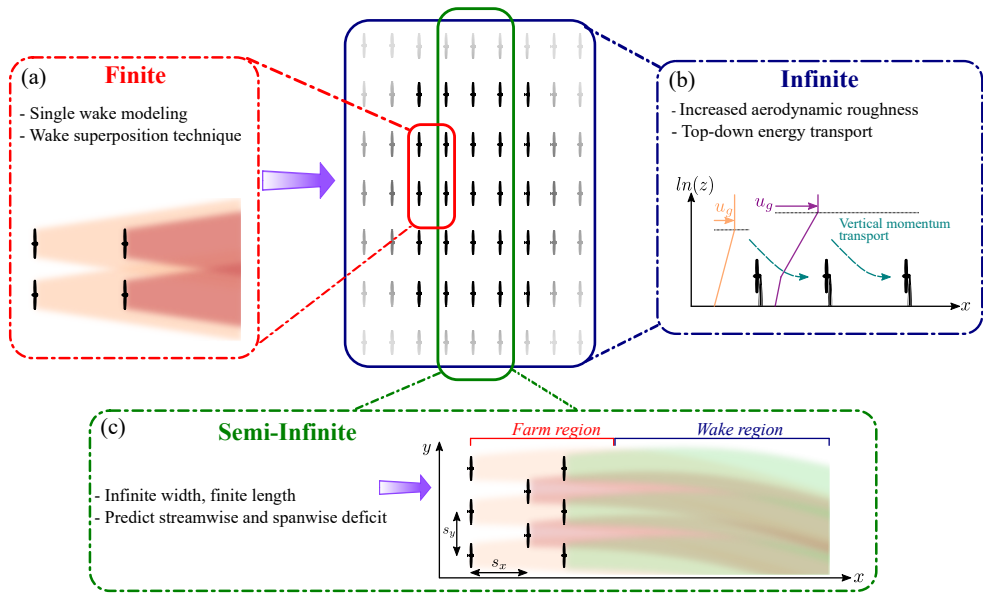 (a)
Finite
- Single wake modeling
- Wake superposition technique
(b)
Infinite
- Increased aerodynamic roughness
- Top-down energy transport
ln(z)
u_g
u_g
Vertical momentum
transport
x
(c)
Semi-Infinite
- Infinite width, finite length
- Predict streamwise and spanwise deficit
Farm region
Wake region
y
s_y
s_x
x